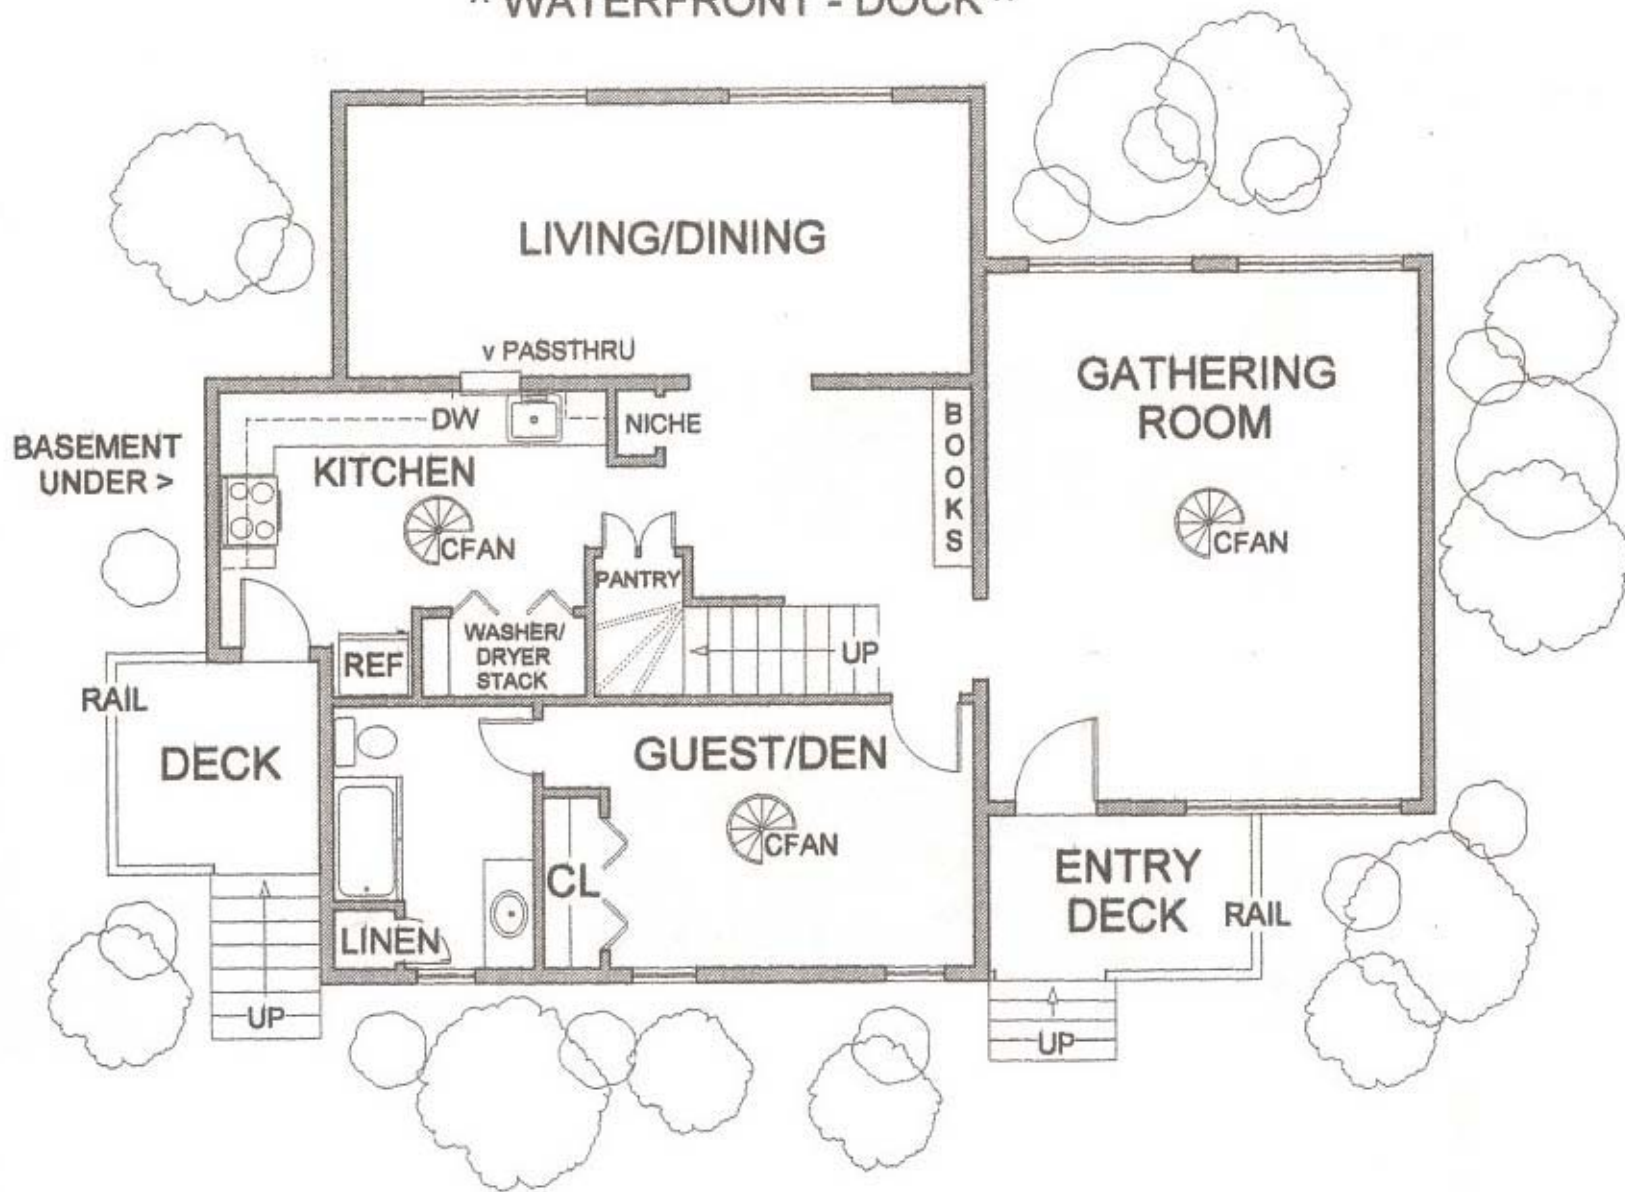 ^ WATERFRONT - DOCK ^
LIVING/DINING
v PASSTHRU
GATHERING
ROOM
DW
NICHE
BOOKS
BASEMENT
UNDER >
KITCHEN
CFAN
CFAN
PANTRY
WASHER/
DRYER
STACK
REF
UP
RAIL
DECK
GUEST/DEN
CFAN
CL
ENTRY
DECK
RAIL
LINEN
UP
UP